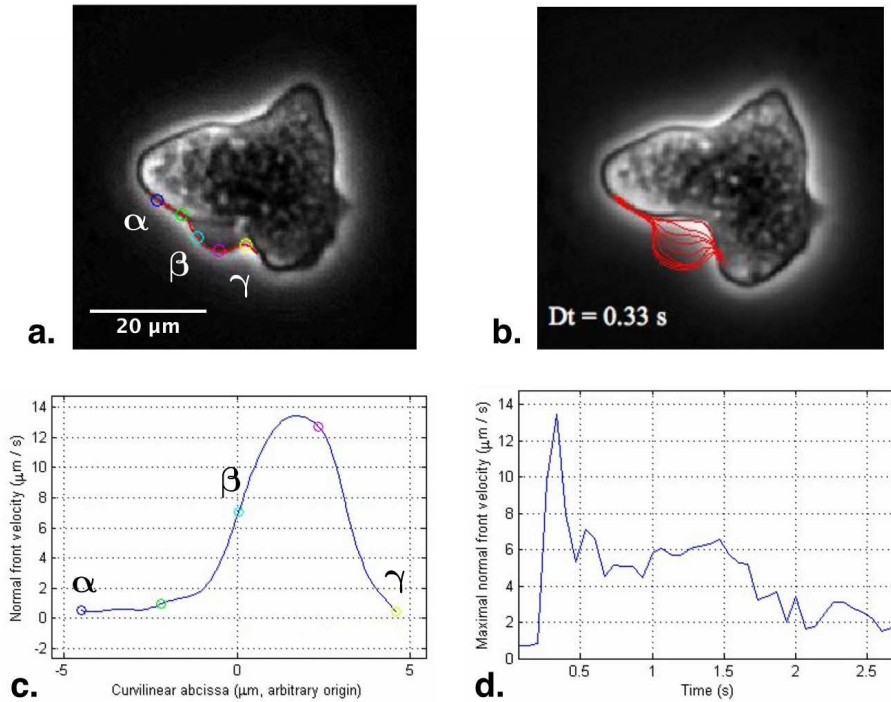 α
β
γ
20 µm
a.
Dt = 0.33 s
b.
Normal front velocity (µm / s)
14
12
10
8
6
4
2
0
-2
α
β
γ
-5
0
5
Curvilinear abcissa (µm, arbitrary origin)
c.
Maximal normal front velocity (µm / s)
14
12
10
8
6
4
2
0
0.5
1
1.5
2
2.5
Time (s)
d.